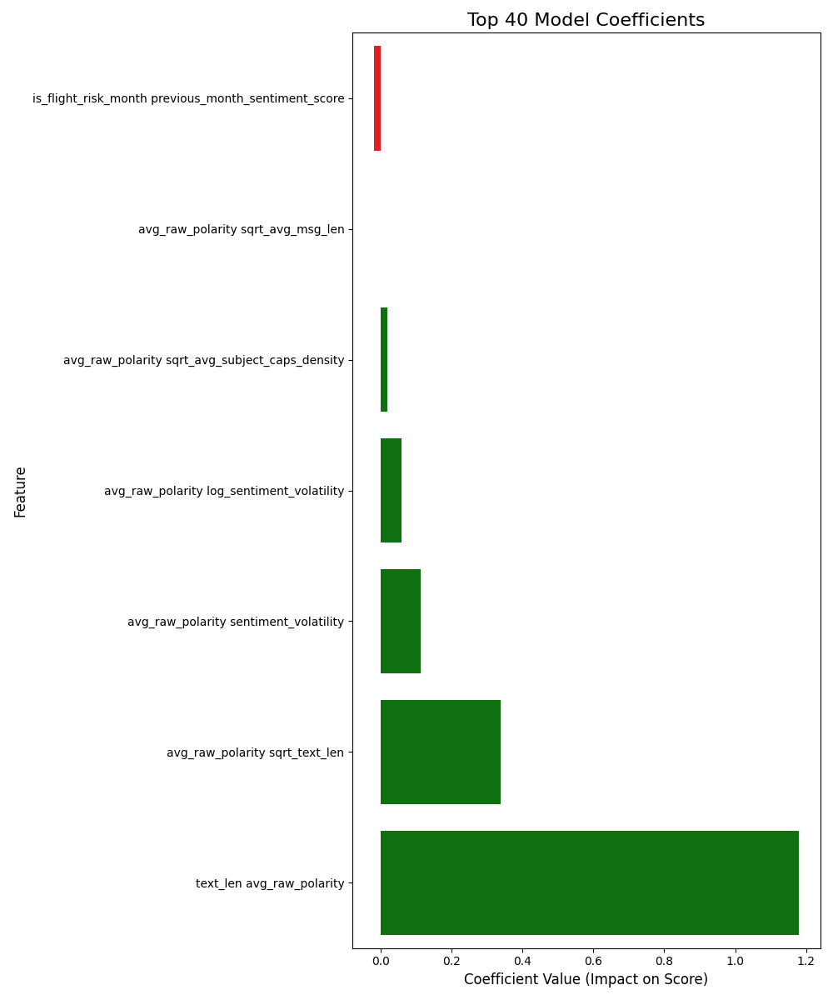 Top 40 Model Coefficients
is_flight_risk_month previous_month_sentiment_score
avg_raw_polarity sqrt_avg_msg_len
avg_raw_polarity sqrt_avg_subject_caps_density
avg_raw_polarity log_sentiment_volatility
avg_raw_polarity sentiment_volatility
avg_raw_polarity sqrt_text_len
text_len avg_raw_polarity
Feature
0.0 0.2 0.4 0.6 0.8 1.0 1.2
Coefficient Value (Impact on Score)